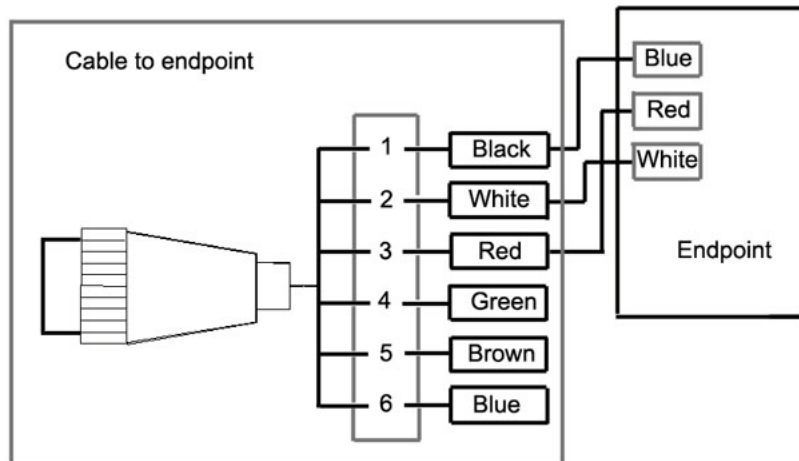 Cable to endpoint
1 Black
2 White
3 Red
4 Green
5 Brown
6 Blue
Blue
Red
White
Endpoint